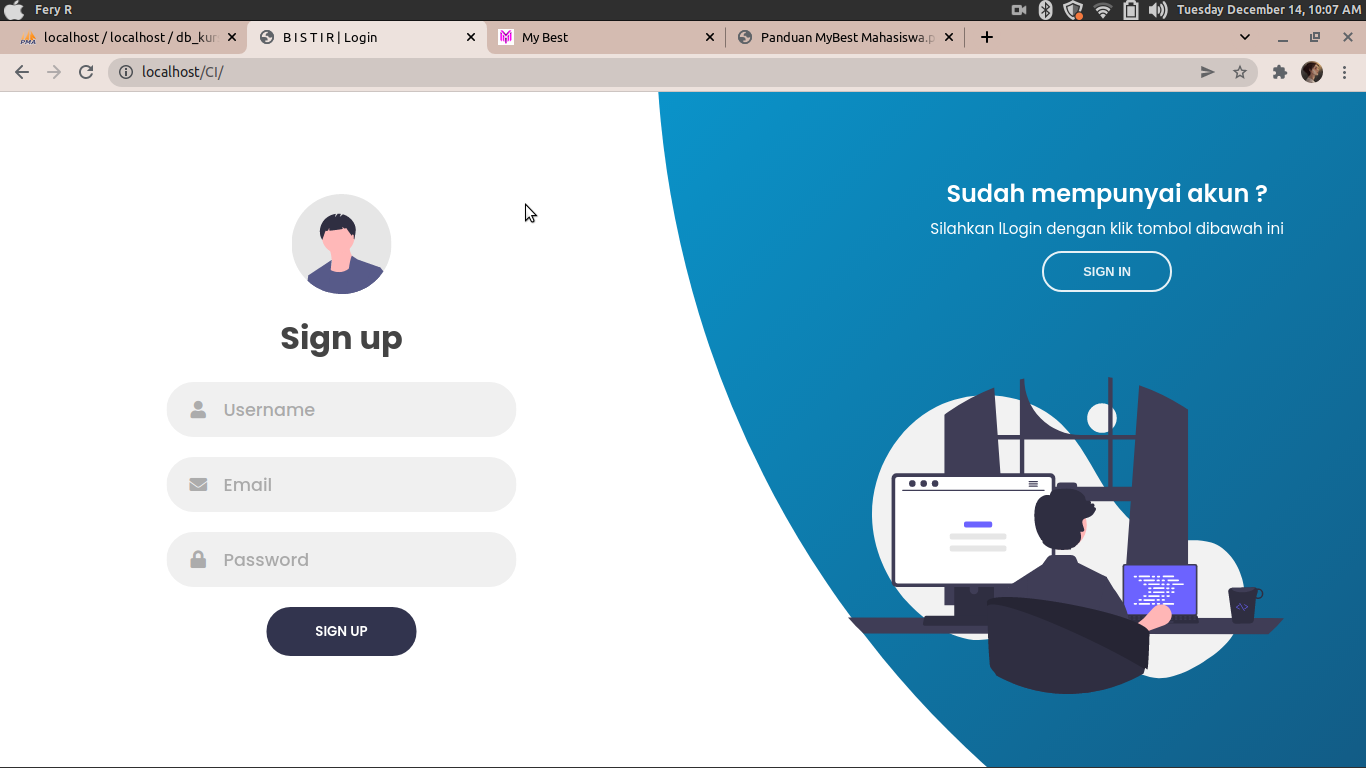 Fery R
Tuesday December 14, 10:07 AM
PMA
localhost / localhost / db_kur
B I S T I R | Login
My Best
Panduan MyBest Mahasiswa.p
localhost/CI/
Sudah mempunyai akun ?
Silahkan lLogin dengan klik tombol dibawah ini
SIGN IN
Sign up
Username
Email
Password
SIGN UP